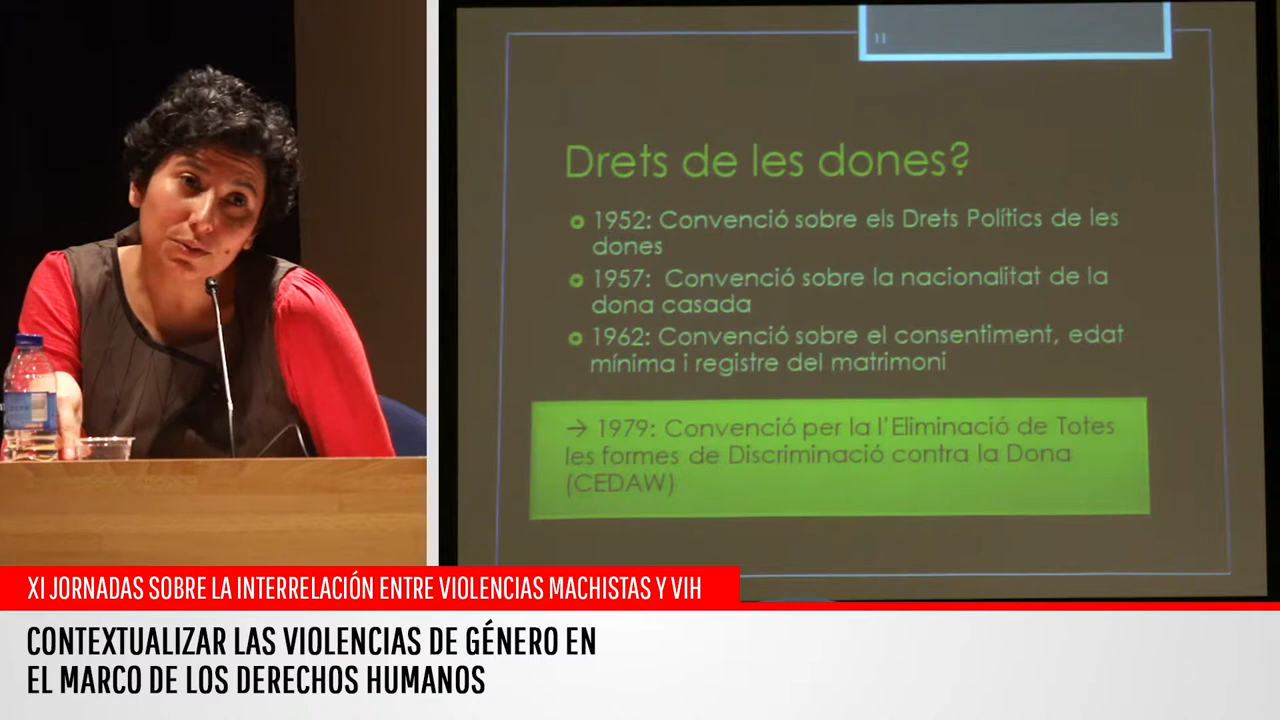 11
Drets de les dones?
1952: Convenció sobre els Drets Polítics de les
dones
1957: Convenció sobre la nacionalitat de la
dona casada
1962: Convenció sobre el consentiment, edat
mínima i registre del matrimoni
→ 1979: Convenció per la l'Eliminació de Totes
les formes de Discriminació contra la Dona
(CEDAW)
XI JORNADAS SOBRE LA INTERRELACIÓN ENTRE VIOLENCIAS MACHISTAS Y VIH
CONTEXTUALIZAR LAS VIOLENCIAS DE GÉNERO EN
EL MARCO DE LOS DERECHOS HUMANOS